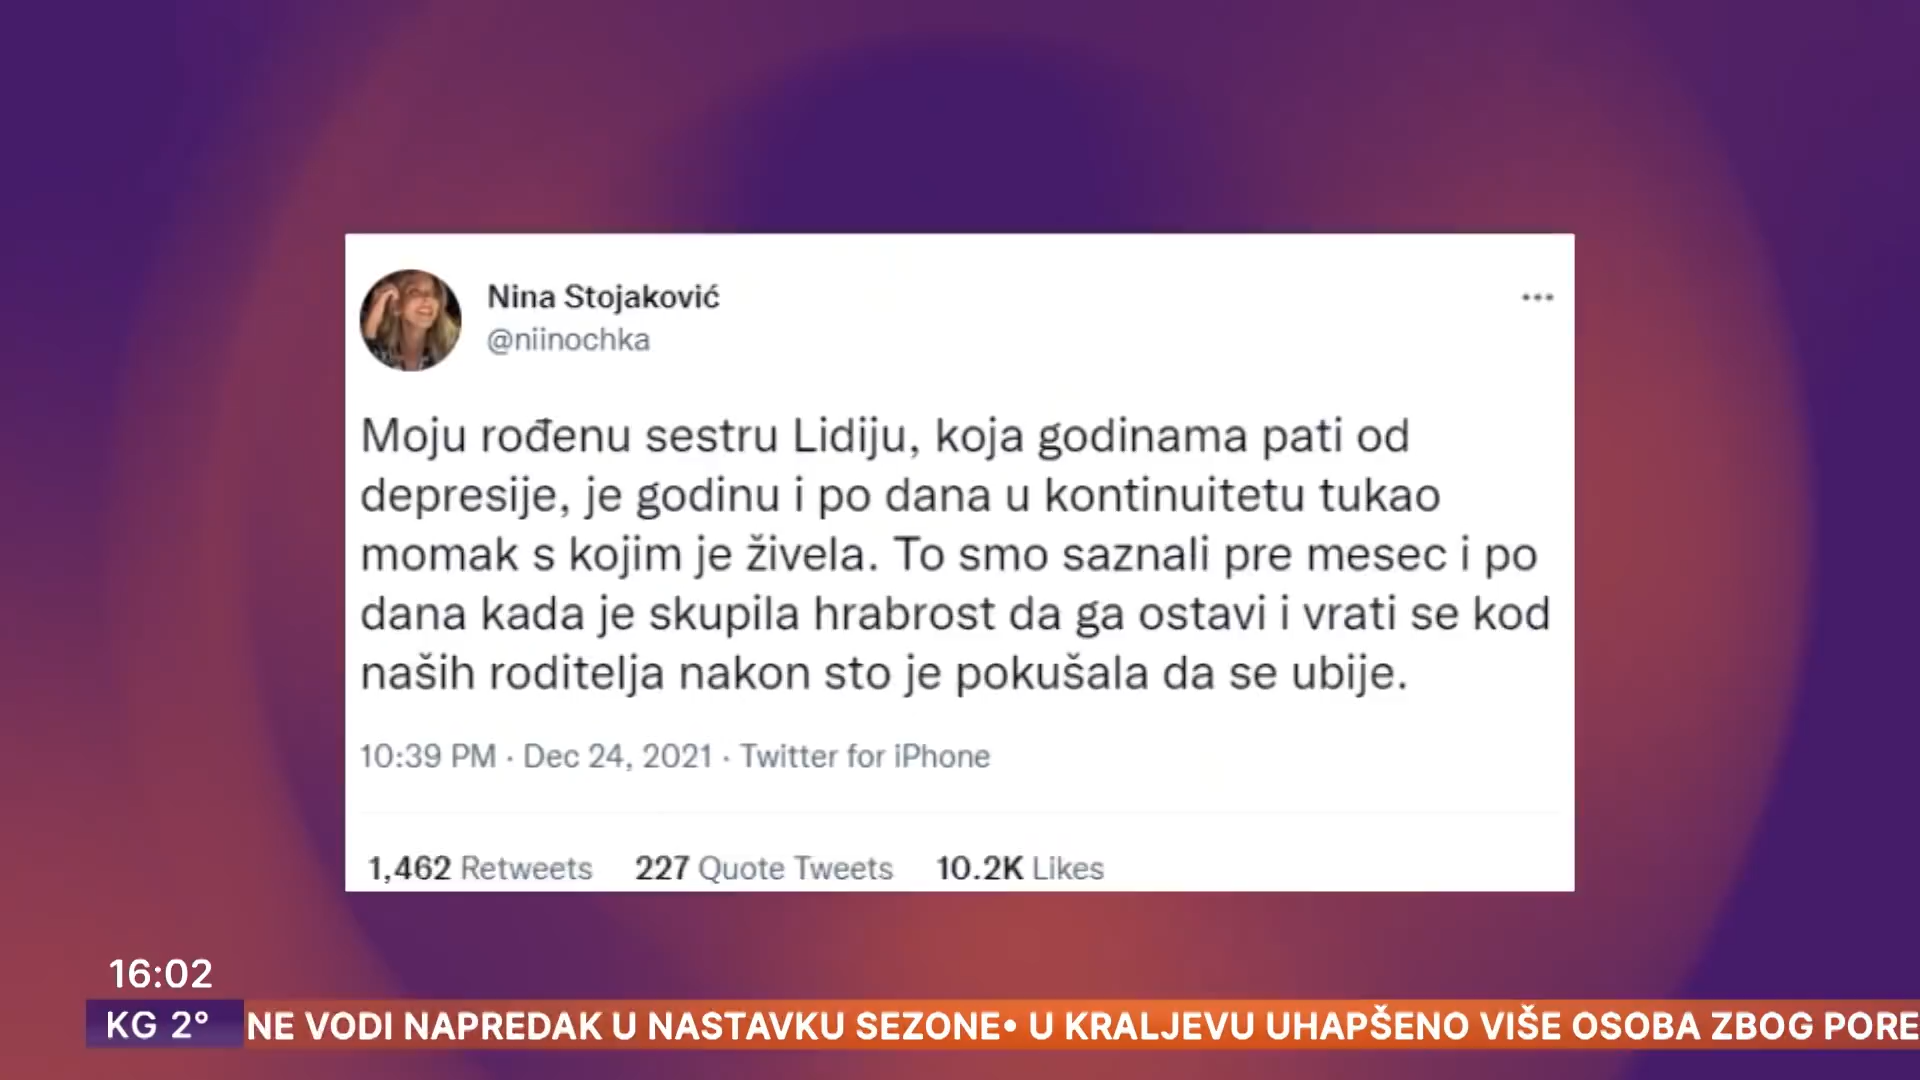 Nina Stojaković
@niinochka
Moju rođenu sestru Lidiju, koja godinama pati od
depresije, je godinu i po dana u kontinuitetu tukao
momak s kojim je živela. To smo saznali pre mesec i po
dana kada je skupila hrabrost da ga ostavi i vrati se kod
naših roditelja nakon sto je pokušala da se ubije.
10:39 PM · Dec 24, 2021 · Twitter for iPhone
1,462 Retweets 227 Quote Tweets 10.2K Likes
16:02
KG 2° NE VODI NAPREDAK U NASTAVKU SEZONE• U KRALJEVU UHAPŠENO VIŠE OSOBA ZBOG PORE